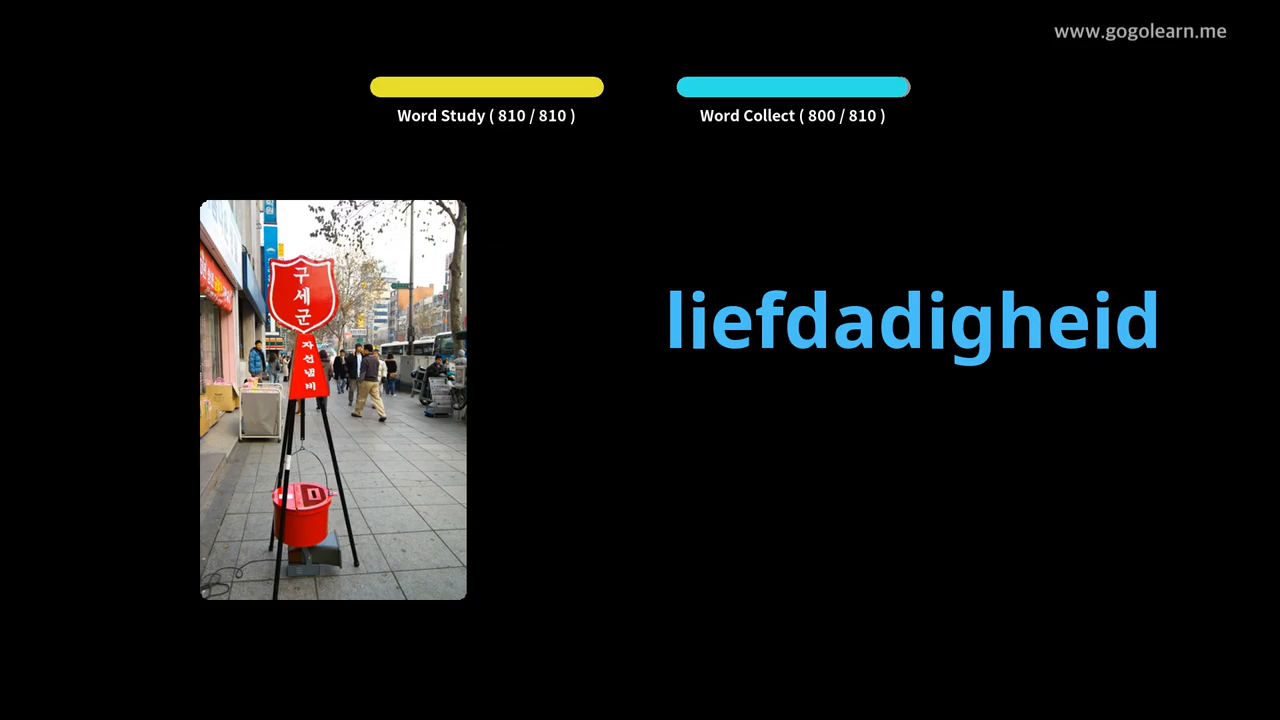 www.gogolearn.me
Word Study ( 810 / 810 )
Word Collect ( 800 / 810 )
liefdadigheid
구
세
군
자
선
냄
비